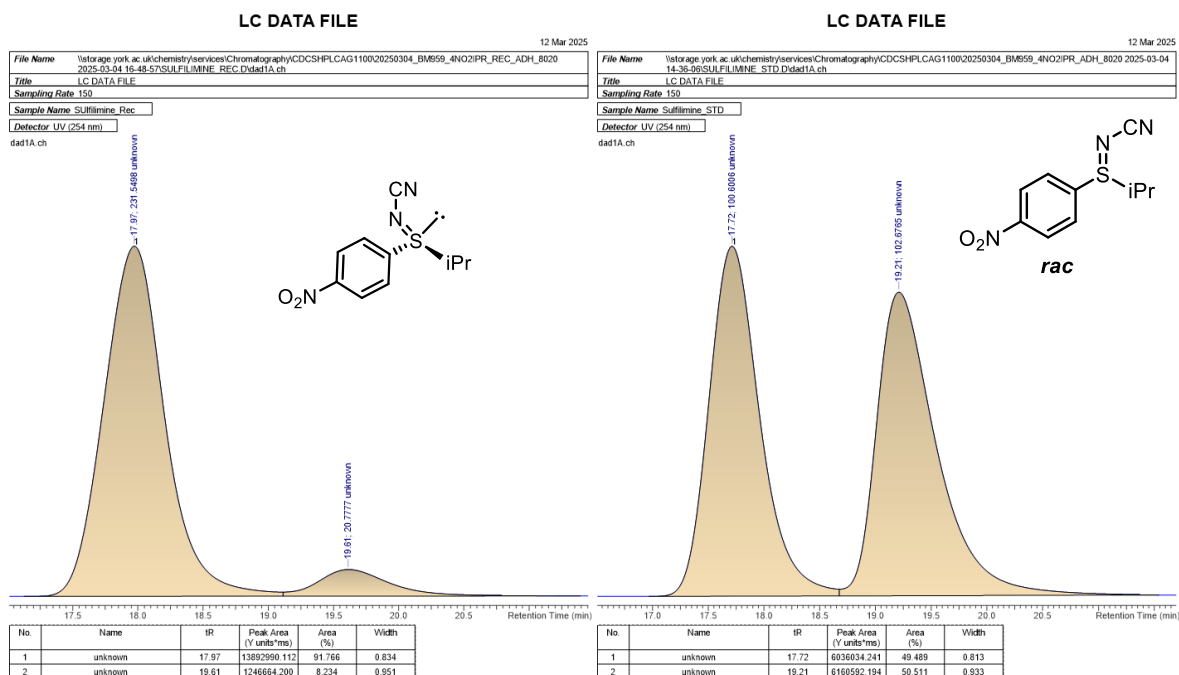 LC DATA FILE
12 Mar 2025
File Name \\storage.york.ac.uk\chemistry\services\Chromatography\CDCSHPLCAG1100\20250304_BM959_4NO2IPR_REC_ADH_8020
2025-03-04 16-48-57\SULFILIMINE_REC.D\dad1A.ch
Title LC DATA FILE
Sampling Rate 150
Sample Name SUlfilimine_Rec
Detector UV (254 nm)
dad1A.ch
17.97; 231.5498 unknown
CN
N
S
iPr
O2N
19.61; 20.7777 unknown
17.5 18.0 18.5 19.0 19.5 20.0 20.5
Retention Time (min)
No. Name tR Peak Area (Y units*ms) Area (%) Width
1 unknown 17.97 13892990.112 91.766 0.834
2 unknown 19.61 1246664.200 8.234 0.951
LC DATA FILE
12 Mar 2025
File Name \\storage.york.ac.uk\chemistry\services\Chromatography\CDCSHPLCAG1100\20250304_BM959_4NO2IPR_ADH_8020 2025-03-04
14-36-06\SULFILIMINE_STD.D\dad1A.ch
Title LC DATA FILE
Sampling Rate 150
Sample Name Sulfilimine_STD
Detector UV (254 nm)
dad1A.ch
17.72; 100.6006 unknown
19.21; 102.6765 unknown
CN
N
S
iPr
O2N
rac
17.0 17.5 18.0 18.5 19.0 19.5 20.0 20.5
Retention Time (min)
No. Name tR Peak Area (Y units*ms) Area (%) Width
1 unknown 17.72 6036034.241 49.489 0.813
2 unknown 19.21 6160592.194 50.511 0.933